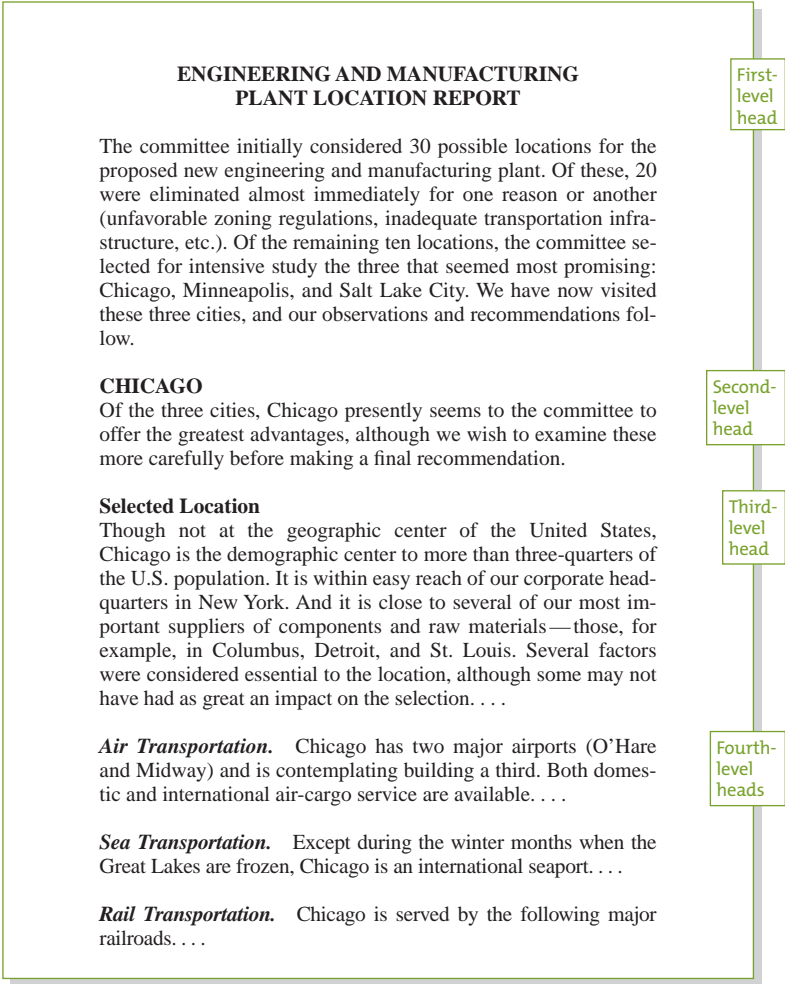 ENGINEERING AND MANUFACTURING
PLANT LOCATION REPORT
First-
level
head
The committee initially considered 30 possible locations for the
proposed new engineering and manufacturing plant. Of these, 20
were eliminated almost immediately for one reason or another
(unfavorable zoning regulations, inadequate transportation infra-
structure, etc.). Of the remaining ten locations, the committee se-
lected for intensive study the three that seemed most promising:
Chicago, Minneapolis, and Salt Lake City. We have now visited
these three cities, and our observations and recommendations fol-
low.
CHICAGO
Second-
level
head
Of the three cities, Chicago presently seems to the committee to
offer the greatest advantages, although we wish to examine these
more carefully before making a final recommendation.
Selected Location
Third-
level
head
Though not at the geographic center of the United States,
Chicago is the demographic center to more than three-quarters of
the U.S. population. It is within easy reach of our corporate head-
quarters in New York. And it is close to several of our most im-
portant suppliers of components and raw materials—those, for
example, in Columbus, Detroit, and St. Louis. Several factors
were considered essential to the location, although some may not
have had as great an impact on the selection. . . .
Air Transportation. Chicago has two major airports (O'Hare
and Midway) and is contemplating building a third. Both domes-
tic and international air-cargo service are available. . . .
Fourth-
level
heads
Sea Transportation. Except during the winter months when the
Great Lakes are frozen, Chicago is an international seaport. . . .
Rail Transportation. Chicago is served by the following major
railroads. . . .